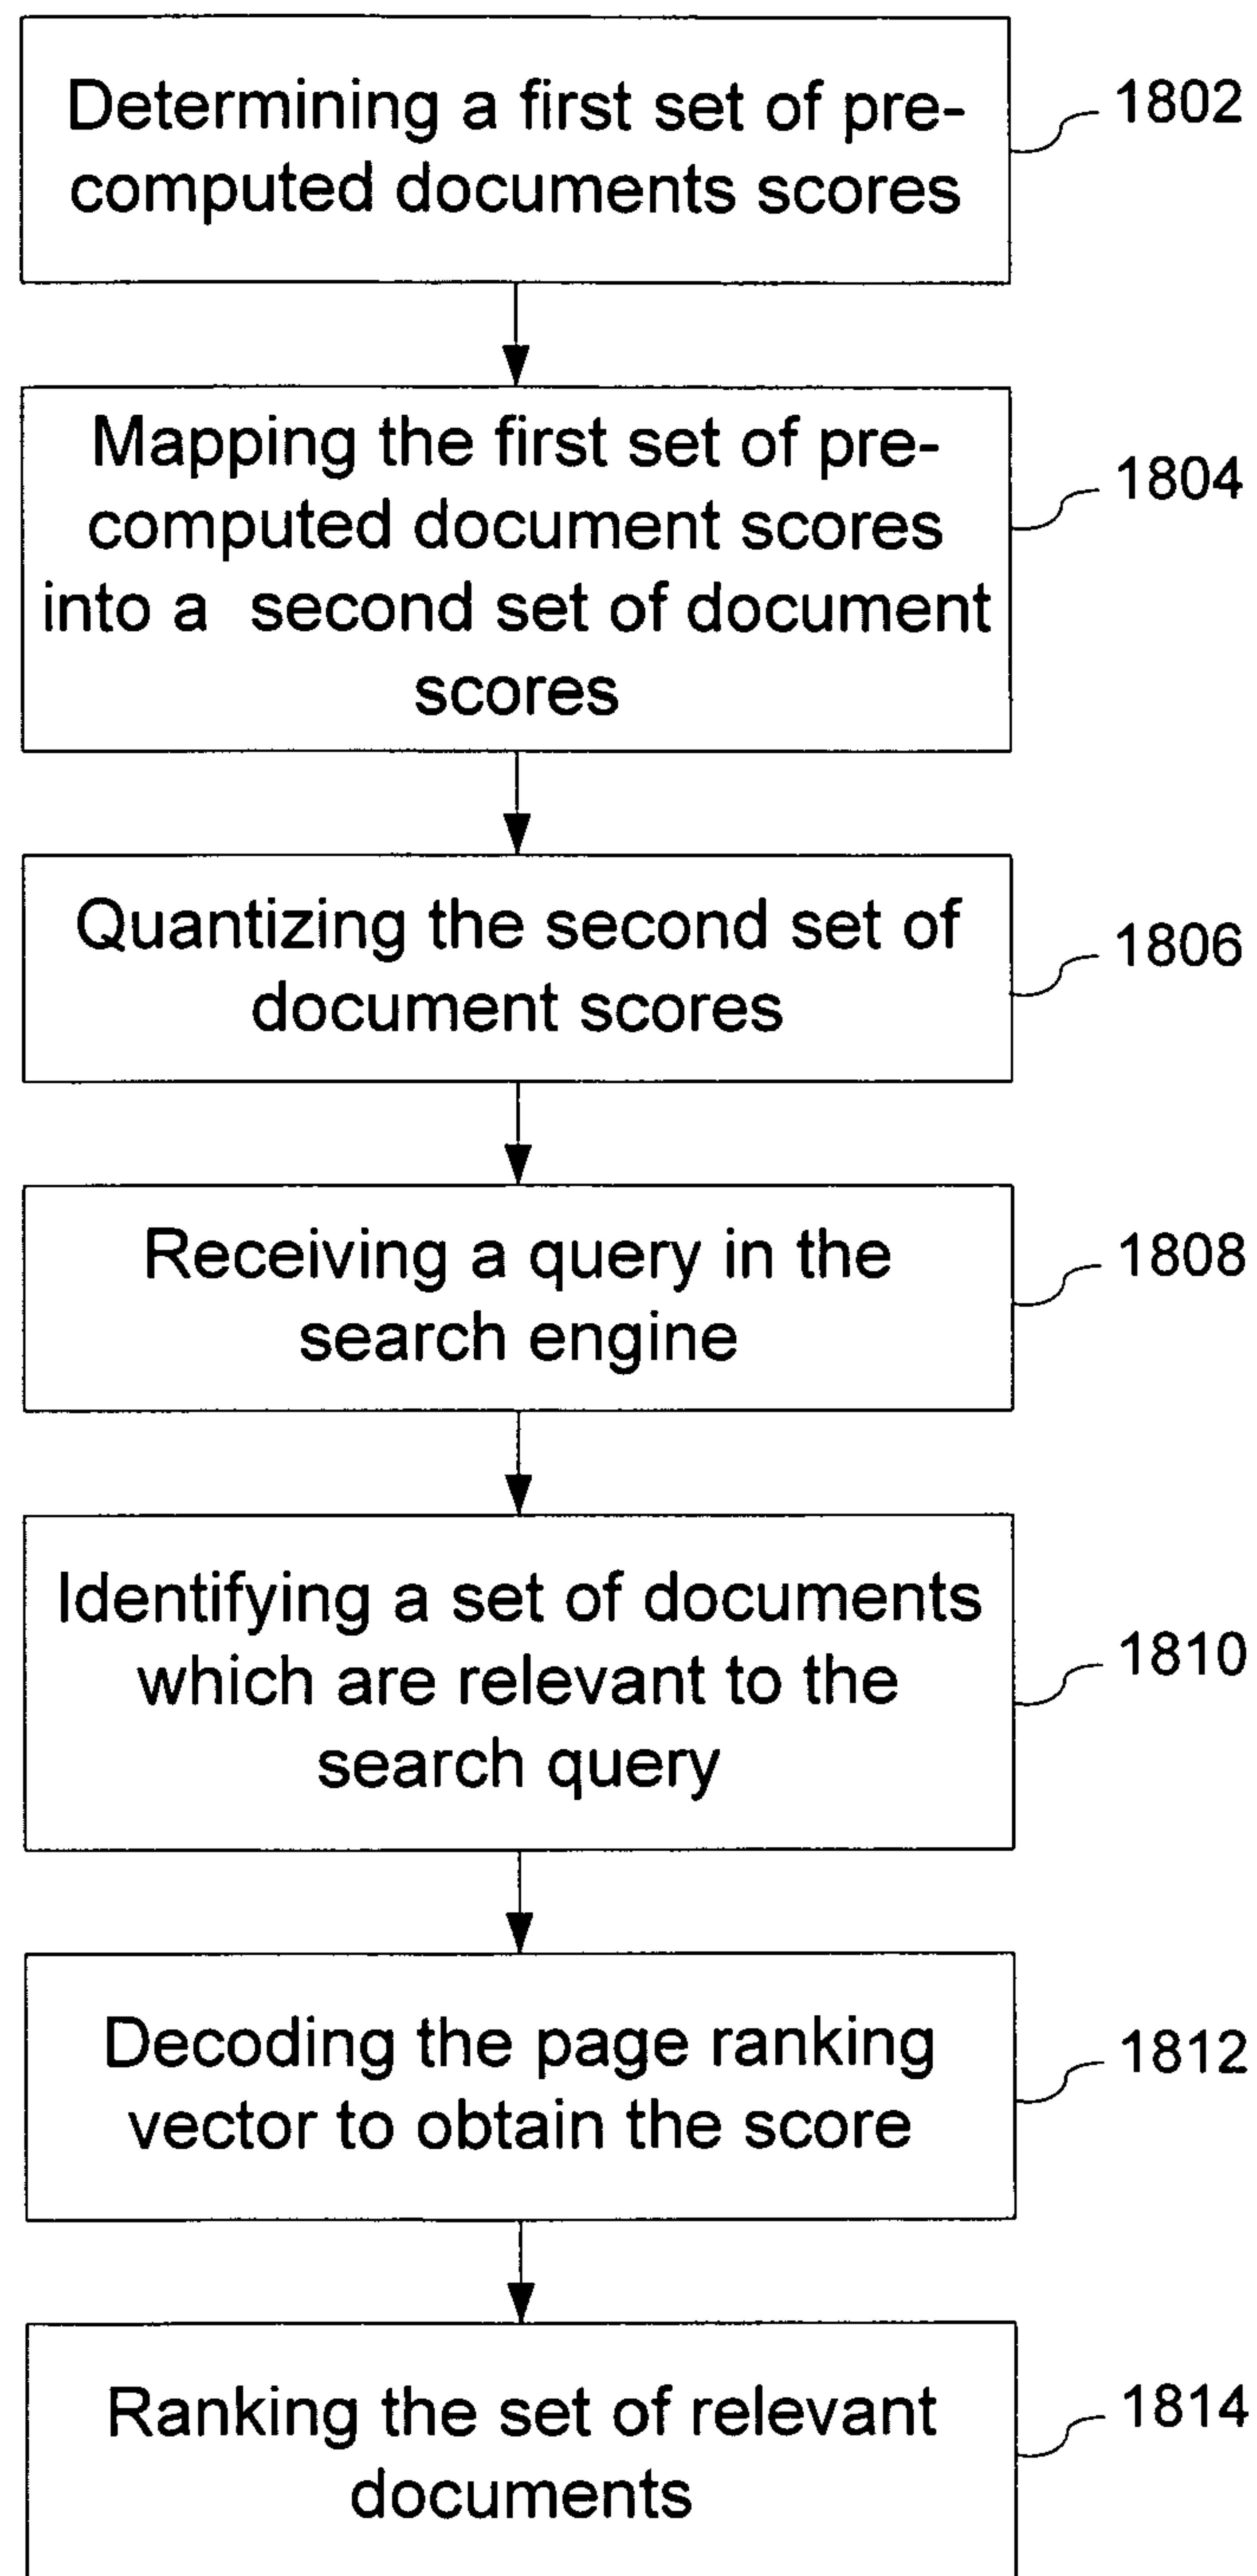 Determining a first set of pre-
computed documents scores
1802
Mapping the first set of pre-
computed document scores
into a second set of document
scores
1804
Quantizing the second set of
document scores
1806
Receiving a query in the
search engine
1808
Identifying a set of documents
which are relevant to the
search query
1810
Decoding the page ranking
vector to obtain the score
1812
Ranking the set of relevant
documents
1814